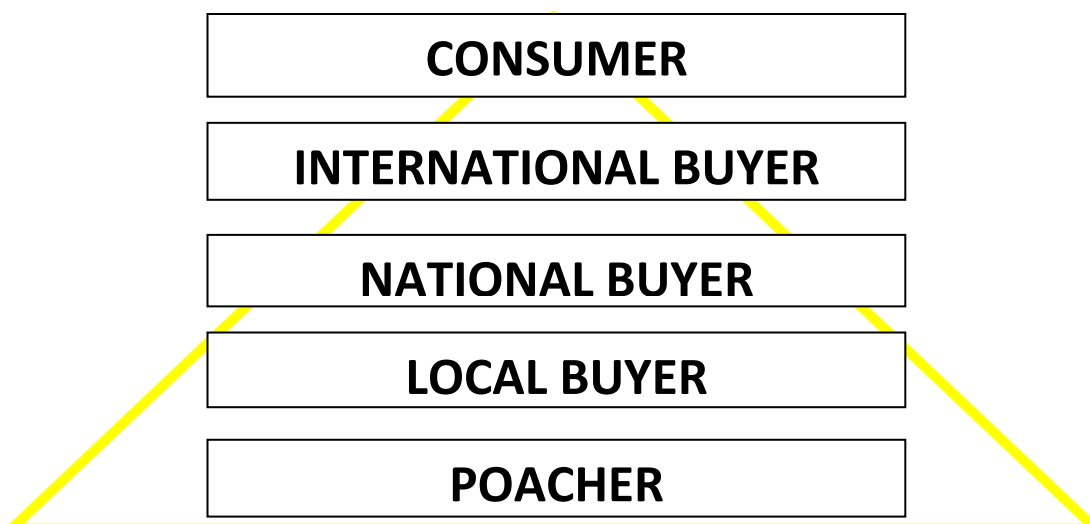 CONSUMER
INTERNATIONAL BUYER
NATIONAL BUYER
LOCAL BUYER
POACHER